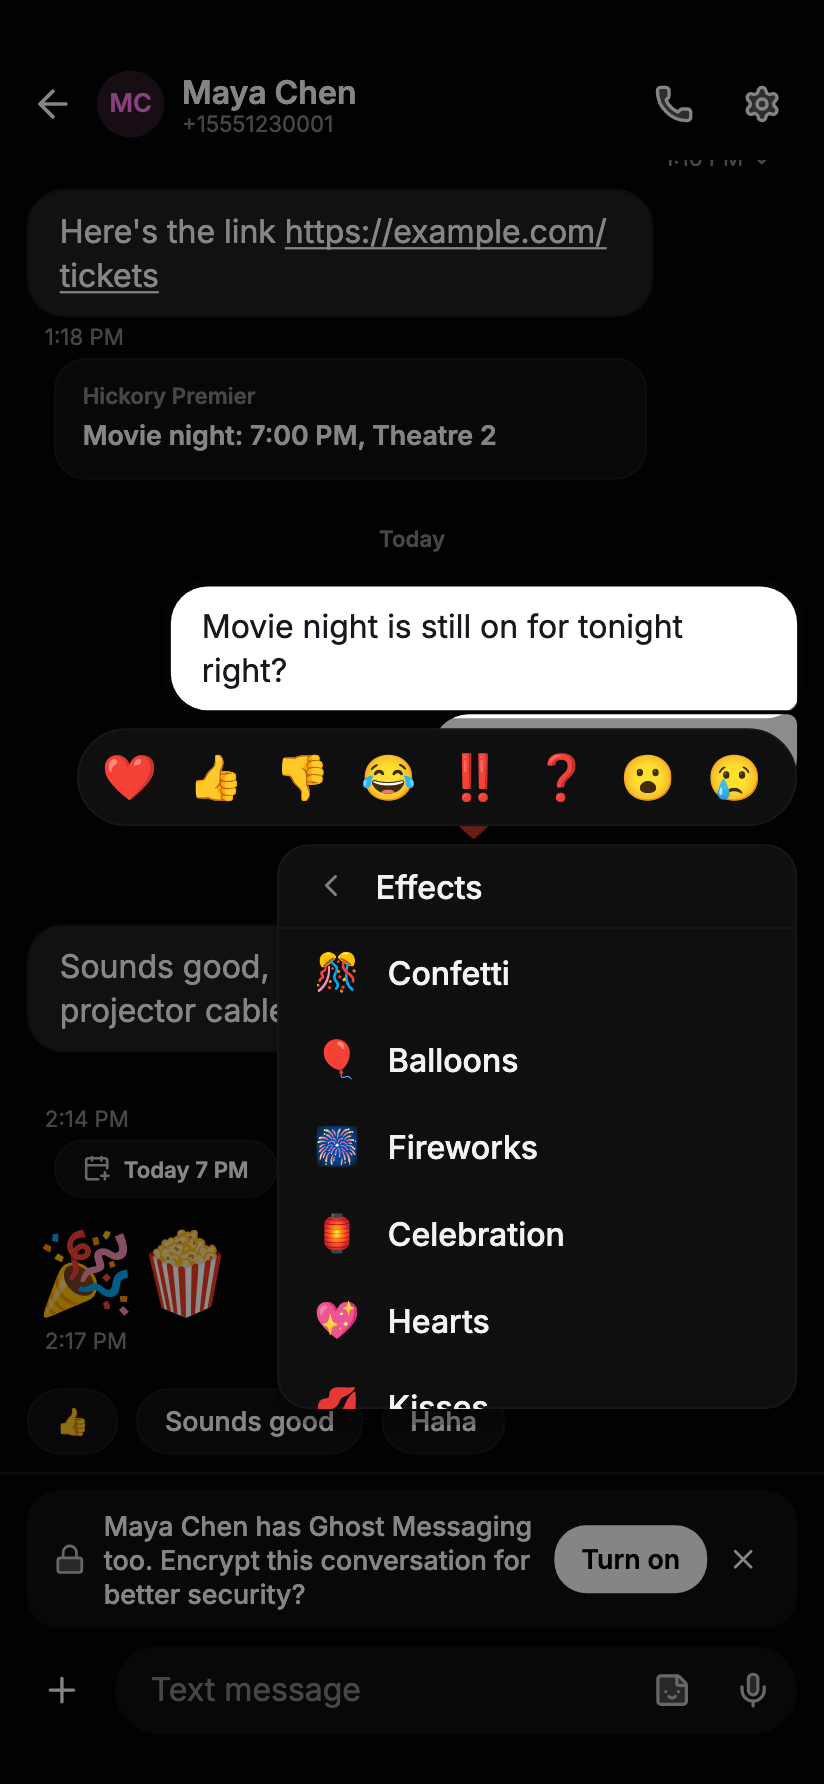 MC
Maya Chen
+15551230001
Here's the link https://example.com/
tickets
1:18 PM
Hickory Premier
Movie night: 7:00 PM, Theatre 2
Today
Movie night is still on for tonight
right?
Effects
Confetti
Balloons
Fireworks
Celebration
Hearts
Kisses
Sounds good,
projector cable
2:14 PM
Today 7 PM
2:17 PM
Sounds good
Haha
Maya Chen has Ghost Messaging
too. Encrypt this conversation for
better security?
Turn on
Text message